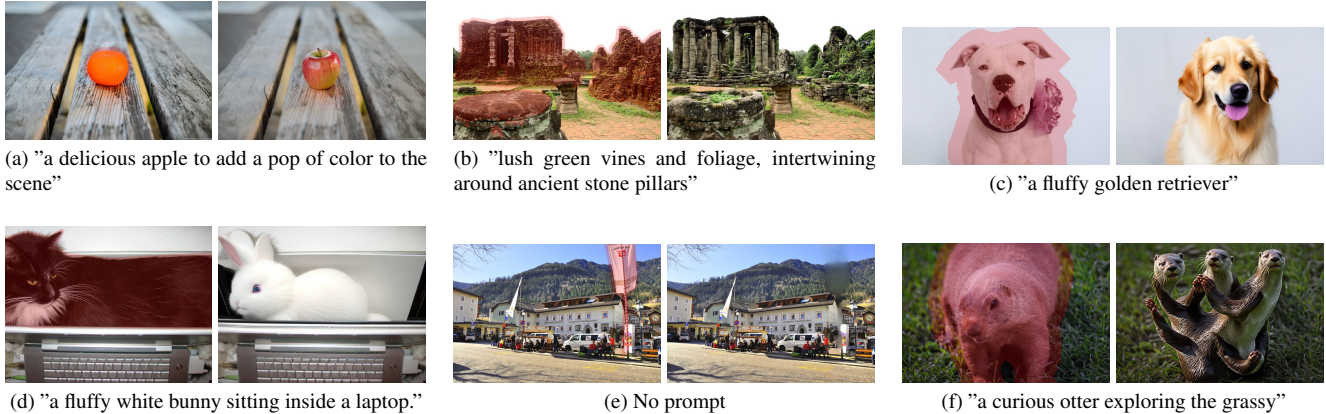 (a) ”a delicious apple to add a pop of color to the
scene”
(b) ”lush green vines and foliage, intertwining
around ancient stone pillars”
(c) ”a fluffy golden retriever”
(d) ”a fluffy white bunny sitting inside a laptop.”
(e) No prompt
(f) ”a curious otter exploring the grassy”